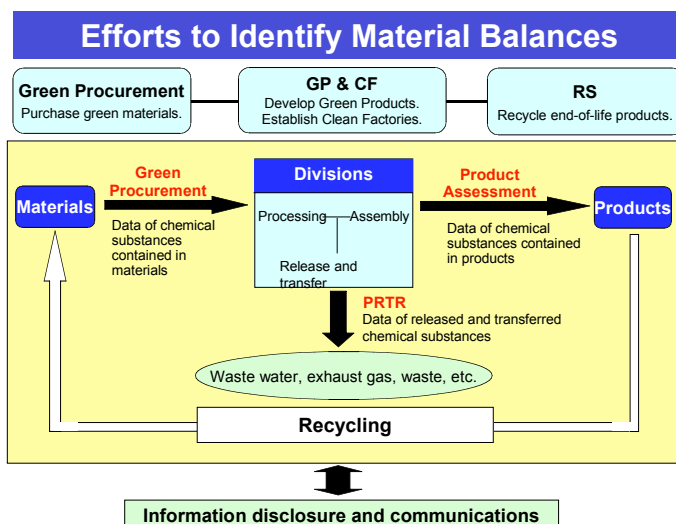 Efforts to Identify Material Balances
Green Procurement
Purchase green materials.
GP & CF
Develop Green Products.
Establish Clean Factories.
RS
Recycle end-of-life products.
Materials
Green
Procurement
Data of chemical
substances
contained in
materials
Divisions
Processing
Assembly
Release and
transfer
Product
Assessment
Data of chemical
substances contained
in products
Products
PRTR
Data of released and transferred
chemical substances
Waste water, exhaust gas, waste, etc.
Recycling
Information disclosure and communications